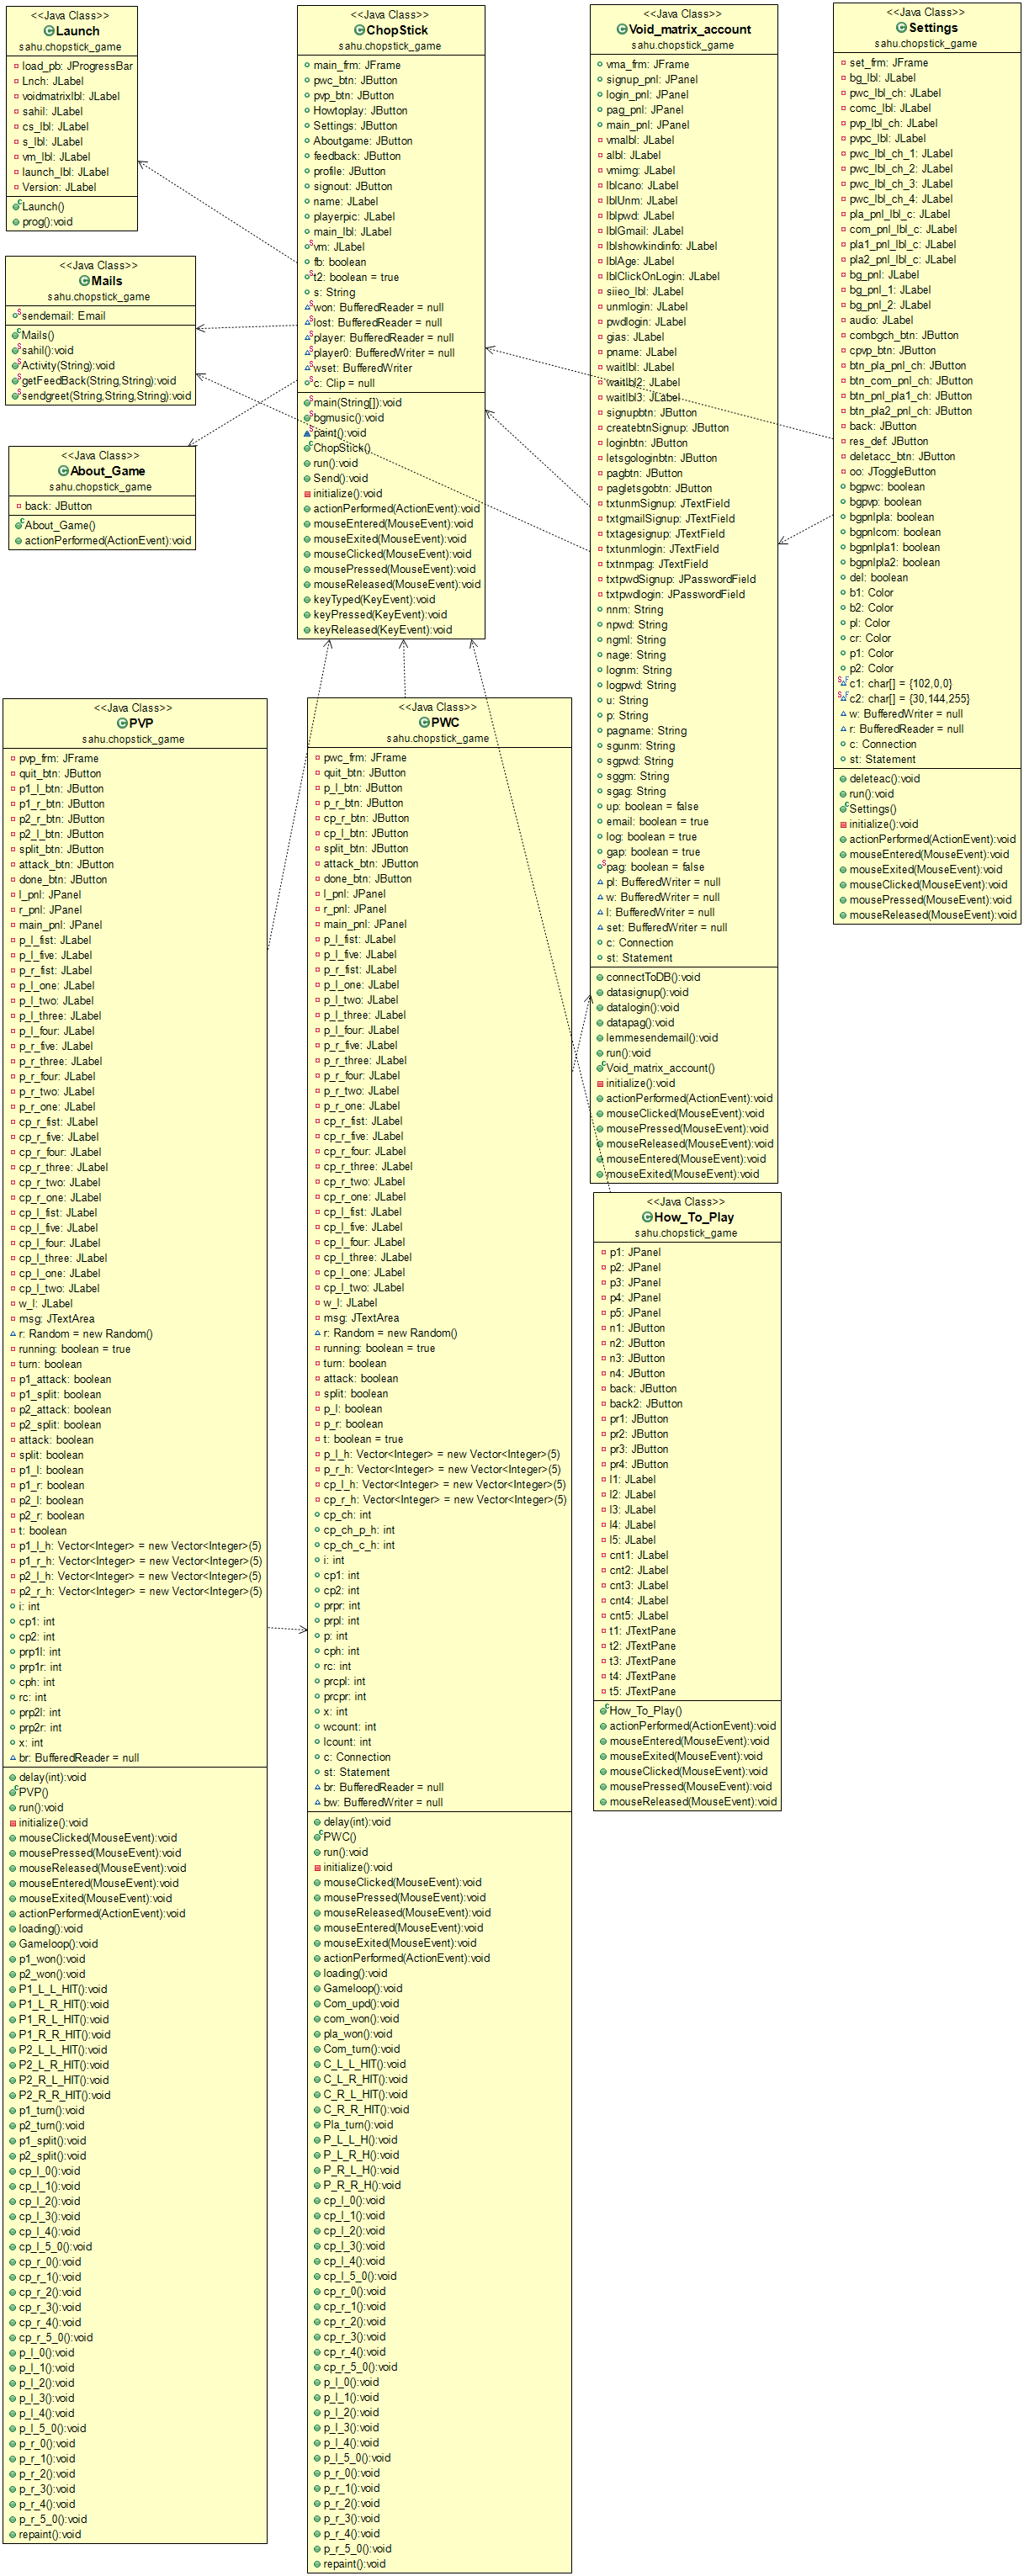 <<Java Class>>
Launch
sahu.chopstick_game
load_pb: JProgressBar
Lnch: JLabel
voidmatrixlbl: JLabel
sahil: JLabel
cs_lbl: JLabel
s_lbl: JLabel
vm_lbl: JLabel
launch_lbl: JLabel
Version: JLabel
Launch()
prog():void
<<Java Class>>
Mails
sahu.chopstick_game
sendemail: Email
Mails()
sahil():void
Activity(String):void
getFeedBack(String,String):void
sendgreet(String,String,String):void
<<Java Class>>
About_Game
sahu.chopstick_game
back: JButton
About_Game()
actionPerformed(ActionEvent):void
<<Java Class>>
ChopStick
sahu.chopstick_game
main_frm: JFrame
pwc_btn: JButton
pvp_btn: JButton
Howtoplay: JButton
Settings: JButton
Aboutgame: JButton
feedback: JButton
profile: JButton
signout: JButton
name: JLabel
playerpic: JLabel
main_lbl: JLabel
vm: JLabel
fb: boolean
t2: boolean = true
s: String
won: BufferedReader = null
lost: BufferedReader = null
player: BufferedReader = null
player0: BufferedWriter = null
wset: BufferedWriter
c: Clip = null
main(String[]):void
bgmusic():void
paint():void
ChopStick()
run():void
Send():void
initialize():void
actionPerformed(ActionEvent):void
mouseEntered(MouseEvent):void
mouseExited(MouseEvent):void
mouseClicked(MouseEvent):void
mousePressed(MouseEvent):void
mouseReleased(MouseEvent):void
keyTyped(KeyEvent):void
keyPressed(KeyEvent):void
keyReleased(KeyEvent):void
<<Java Class>>
Void_matrix_account
sahu.chopstick_game
vma_frm: JFrame
signup_pnl: JPanel
login_pnl: JPanel
pag_pnl: JPanel
main_pnl: JPanel
vmalbl: JLabel
albl: JLabel
vmimg: JLabel
lblcano: JLabel
lblUnm: JLabel
lblpwd: JLabel
lblGmail: JLabel
lblshowkindinfo: JLabel
lblAge: JLabel
lblClickOnLogin: JLabel
siieo_lbl: JLabel
unmlogin: JLabel
pwdlogin: JLabel
gias: JLabel
pname: JLabel
waitlbl: JLabel
waitlbl2: JLabel
waitlbl3: JLabel
signupbtn: JButton
createbtnSignup: JButton
loginbtn: JButton
letsgologinbtn: JButton
pagbtn: JButton
pagletsgobtn: JButton
txtunmSignup: JTextField
txtgmailSignup: JTextField
txtagesignup: JTextField
txtunmlogin: JTextField
txtnmpag: JTextField
txtpwdSignup: JPasswordField
txtpwdlogin: JPasswordField
nnm: String
npwd: String
ngml: String
nage: String
lognm: String
logpwd: String
u: String
p: String
pagname: String
sgunm: String
sgpwd: String
sggm: String
sgag: String
up: boolean = false
email: boolean = true
log: boolean = true
gap: boolean = true
pag: boolean = false
pl: BufferedWriter = null
w: BufferedWriter = null
l: BufferedWriter = null
set: BufferedWriter = null
c: Connection
st: Statement
connectToDB():void
datasignup():void
datalogin():void
datapag():void
lemmesendemail():void
run():void
Void_matrix_account()
initialize():void
actionPerformed(ActionEvent):void
mouseClicked(MouseEvent):void
mousePressed(MouseEvent):void
mouseReleased(MouseEvent):void
mouseEntered(MouseEvent):void
mouseExited(MouseEvent):void
<<Java Class>>
Settings
sahu.chopstick_game
set_frm: JFrame
bg_lbl: JLabel
pwc_lbl_ch: JLabel
comc_lbl: JLabel
pvp_lbl_ch: JLabel
pvpc_lbl: JLabel
pwc_lbl_ch_1: JLabel
pwc_lbl_ch_2: JLabel
pwc_lbl_ch_3: JLabel
pwc_lbl_ch_4: JLabel
pla_pnl_lbl_c: JLabel
com_pnl_lbl_c: JLabel
pla1_pnl_lbl_c: JLabel
pla2_pnl_lbl_c: JLabel
bg_pnl: JLabel
bg_pnl_1: JLabel
bg_pnl_2: JLabel
audio: JLabel
combgch_btn: JButton
cpvp_btn: JButton
btn_pla_pnl_ch: JButton
btn_com_pnl_ch: JButton
btn_pnl_pla1_ch: JButton
btn_pla2_pnl_ch: JButton
back: JButton
res_def: JButton
deletacc_btn: JButton
oo: JToggleButton
bgpwc: boolean
bgpvp: boolean
bgpnlpla: boolean
bgpnlcom: boolean
bgpnlpla1: boolean
bgpnlpla2: boolean
del: boolean
b1: Color
b2: Color
pl: Color
cr: Color
p1: Color
p2: Color
c1: char[] = {102,0,0}
c2: char[] = {30,144,255}
w: BufferedWriter = null
r: BufferedReader = null
c: Connection
st: Statement
deleteac():void
run():void
Settings()
initialize():void
actionPerformed(ActionEvent):void
mouseEntered(MouseEvent):void
mouseExited(MouseEvent):void
mouseClicked(MouseEvent):void
mousePressed(MouseEvent):void
mouseReleased(MouseEvent):void
<<Java Class>>
PVP
sahu.chopstick_game
pvp_frm: JFrame
quit_btn: JButton
p1_l_btn: JButton
p1_r_btn: JButton
p2_r_btn: JButton
p2_l_btn: JButton
split_btn: JButton
attack_btn: JButton
done_btn: JButton
l_pnl: JPanel
r_pnl: JPanel
main_pnl: JPanel
p_l_fist: JLabel
p_l_five: JLabel
p_r_fist: JLabel
p_l_one: JLabel
p_l_two: JLabel
p_l_three: JLabel
p_l_four: JLabel
p_r_five: JLabel
p_r_three: JLabel
p_r_four: JLabel
p_r_two: JLabel
p_r_one: JLabel
cp_r_fist: JLabel
cp_r_five: JLabel
cp_r_four: JLabel
cp_r_three: JLabel
cp_r_two: JLabel
cp_r_one: JLabel
cp_l_fist: JLabel
cp_l_five: JLabel
cp_l_four: JLabel
cp_l_three: JLabel
cp_l_one: JLabel
cp_l_two: JLabel
w_l: JLabel
msg: JTextArea
r: Random = new Random()
running: boolean = true
turn: boolean
p1_attack: boolean
p1_split: boolean
p2_attack: boolean
p2_split: boolean
attack: boolean
split: boolean
p1_l: boolean
p1_r: boolean
p2_l: boolean
p2_r: boolean
t: boolean
p1_l_h: Vector<Integer> = new Vector<Integer>(5)
p1_r_h: Vector<Integer> = new Vector<Integer>(5)
p2_l_h: Vector<Integer> = new Vector<Integer>(5)
p2_r_h: Vector<Integer> = new Vector<Integer>(5)
i: int
cp1: int
cp2: int
prp1l: int
prp1r: int
cph: int
rc: int
prp2l: int
prp2r: int
x: int
br: BufferedReader = null
delay(int):void
PVP()
run():void
initialize():void
mouseClicked(MouseEvent):void
mousePressed(MouseEvent):void
mouseReleased(MouseEvent):void
mouseEntered(MouseEvent):void
mouseExited(MouseEvent):void
actionPerformed(ActionEvent):void
loading():void
Gameloop():void
p1_won():void
p2_won():void
P1_L_L_HIT():void
P1_L_R_HIT():void
P1_R_L_HIT():void
P1_R_R_HIT():void
P2_L_L_HIT():void
P2_L_R_HIT():void
P2_R_L_HIT():void
P2_R_R_HIT():void
p1_turn():void
p2_turn():void
p1_split():void
p2_split():void
cp_l_0():void
cp_l_1():void
cp_l_2():void
cp_l_3():void
cp_l_4():void
cp_l_5_0():void
cp_r_0():void
cp_r_1():void
cp_r_2():void
cp_r_3():void
cp_r_4():void
cp_r_5_0():void
p_l_0():void
p_l_1():void
p_l_2():void
p_l_3():void
p_l_4():void
p_l_5_0():void
p_r_0():void
p_r_1():void
p_r_2():void
p_r_3():void
p_r_4():void
p_r_5_0():void
repaint():void
<<Java Class>>
PWC
sahu.chopstick_game
pwc_frm: JFrame
quit_btn: JButton
p_l_btn: JButton
p_r_btn: JButton
cp_r_btn: JButton
cp_l_btn: JButton
split_btn: JButton
attack_btn: JButton
done_btn: JButton
l_pnl: JPanel
r_pnl: JPanel
main_pnl: JPanel
p_l_fist: JLabel
p_l_five: JLabel
p_r_fist: JLabel
p_l_one: JLabel
p_l_two: JLabel
p_l_three: JLabel
p_l_four: JLabel
p_r_five: JLabel
p_r_three: JLabel
p_r_four: JLabel
p_r_two: JLabel
p_r_one: JLabel
cp_r_fist: JLabel
cp_r_five: JLabel
cp_r_four: JLabel
cp_r_three: JLabel
cp_r_two: JLabel
cp_r_one: JLabel
cp_l_fist: JLabel
cp_l_five: JLabel
cp_l_four: JLabel
cp_l_three: JLabel
cp_l_one: JLabel
cp_l_two: JLabel
w_l: JLabel
msg: JTextArea
r: Random = new Random()
running: boolean = true
turn: boolean
attack: boolean
split: boolean
p_l: boolean
p_r: boolean
t: boolean = true
p_l_h: Vector<Integer> = new Vector<Integer>(5)
p_r_h: Vector<Integer> = new Vector<Integer>(5)
cp_l_h: Vector<Integer> = new Vector<Integer>(5)
cp_r_h: Vector<Integer> = new Vector<Integer>(5)
cp_ch: int
cp_ch_p_h: int
cp_ch_c_h: int
i: int
cp1: int
cp2: int
prpr: int
prpl: int
p: int
cph: int
rc: int
prcpl: int
prcpr: int
x: int
wcount: int
lcount: int
c: Connection
st: Statement
br: BufferedReader = null
bw: BufferedWriter = null
delay(int):void
PWC()
run():void
initialize():void
mouseClicked(MouseEvent):void
mousePressed(MouseEvent):void
mouseReleased(MouseEvent):void
mouseEntered(MouseEvent):void
mouseExited(MouseEvent):void
actionPerformed(ActionEvent):void
loading():void
Gameloop():void
Com_upd():void
com_won():void
pla_won():void
Com_turn():void
C_L_L_HIT():void
C_L_R_HIT():void
C_R_L_HIT():void
C_R_R_HIT():void
Pla_turn():void
P_L_L_H():void
P_L_R_H():void
P_R_L_H():void
P_R_R_H():void
cp_l_0():void
cp_l_1():void
cp_l_2():void
cp_l_3():void
cp_l_4():void
cp_l_5_0():void
cp_r_0():void
cp_r_1():void
cp_r_2():void
cp_r_3():void
cp_r_4():void
cp_r_5_0():void
p_l_0():void
p_l_1():void
p_l_2():void
p_l_3():void
p_l_4():void
p_l_5_0():void
p_r_0():void
p_r_1():void
p_r_2():void
p_r_3():void
p_r_4():void
p_r_5_0():void
repaint():void
<<Java Class>>
How_To_Play
sahu.chopstick_game
p1: JPanel
p2: JPanel
p3: JPanel
p4: JPanel
p5: JPanel
n1: JButton
n2: JButton
n3: JButton
n4: JButton
back: JButton
back2: JButton
pr1: JButton
pr2: JButton
pr3: JButton
pr4: JButton
l1: JLabel
l2: JLabel
l3: JLabel
l4: JLabel
l5: JLabel
cnt1: JLabel
cnt2: JLabel
cnt3: JLabel
cnt4: JLabel
cnt5: JLabel
t1: JTextPane
t2: JTextPane
t3: JTextPane
t4: JTextPane
t5: JTextPane
How_To_Play()
actionPerformed(ActionEvent):void
mouseEntered(MouseEvent):void
mouseExited(MouseEvent):void
mouseClicked(MouseEvent):void
mousePressed(MouseEvent):void
mouseReleased(MouseEvent):void